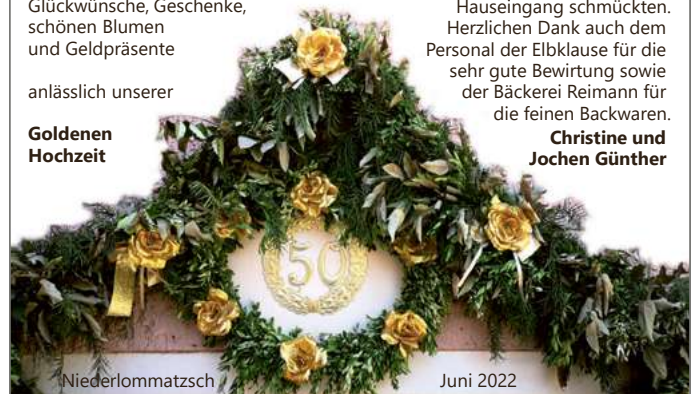 Glückwünsche, Geschenke,
schönen Blumen
und Geldpräsente
anlässlich unserer
Goldenen
Hochzeit
Hauseingang schmückten.
Herzlichen Dank auch dem
Personal der Elbklause für die
sehr gute Bewirtung sowie
der Bäckerei Reimann für
die feinen Backwaren.
Christine und
Jochen Günther
50
Niederlommatzsch
Juni 2022